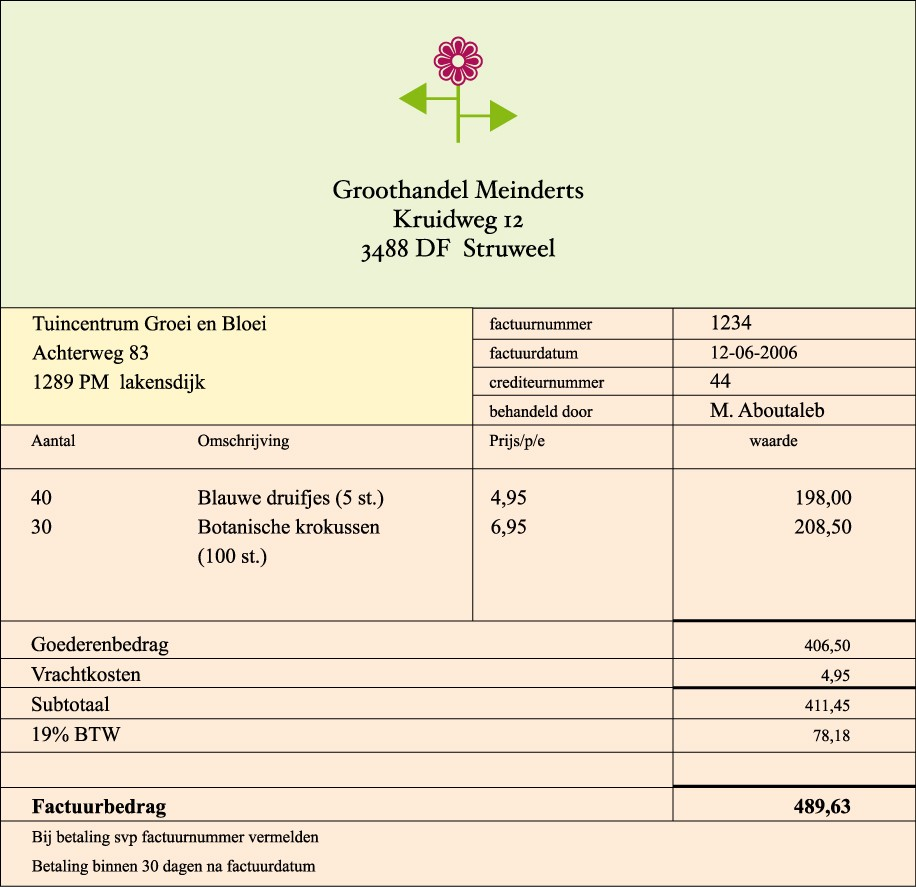 Groothandel Meinderts
Kruidweg 12
3488 DF Struweel
Tuincentrum Groei en Bloei
Achterweg 83
1289 PM lakensdijk
factuurnummer 1234
factuurdatum 12-06-2006
crediteurnummer 44
behandeld door M. Aboutaleb
Aantal Omschrijving Prijs/p/e waarde
40 Blauwe druifjes (5 st.) 4,95 198,00
30 Botanische krokussen 6,95 208,50
(100 st.)
Goederenbedrag 406,50
Vrachtkosten 4,95
Subtotaal 411,45
19% BTW 78,18
Factuurbedrag 489,63
Bij betaling svp factuurnummer vermelden
Betaling binnen 30 dagen na factuurdatum